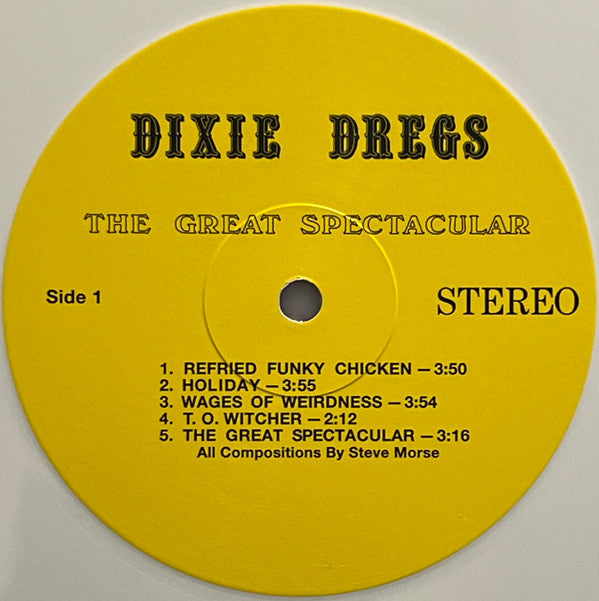 DIXIE DREGS
THE GREAT SPECTACULAR
Side 1
STEREO
1. REFRIED FUNKY CHICKEN — 3:50
2. HOLIDAY — 3:55
3. WAGES OF WEIRDNESS — 3:54
4. T. O. WITCHER — 2:12
5. THE GREAT SPECTACULAR — 3:16
All Compositions By Steve Morse